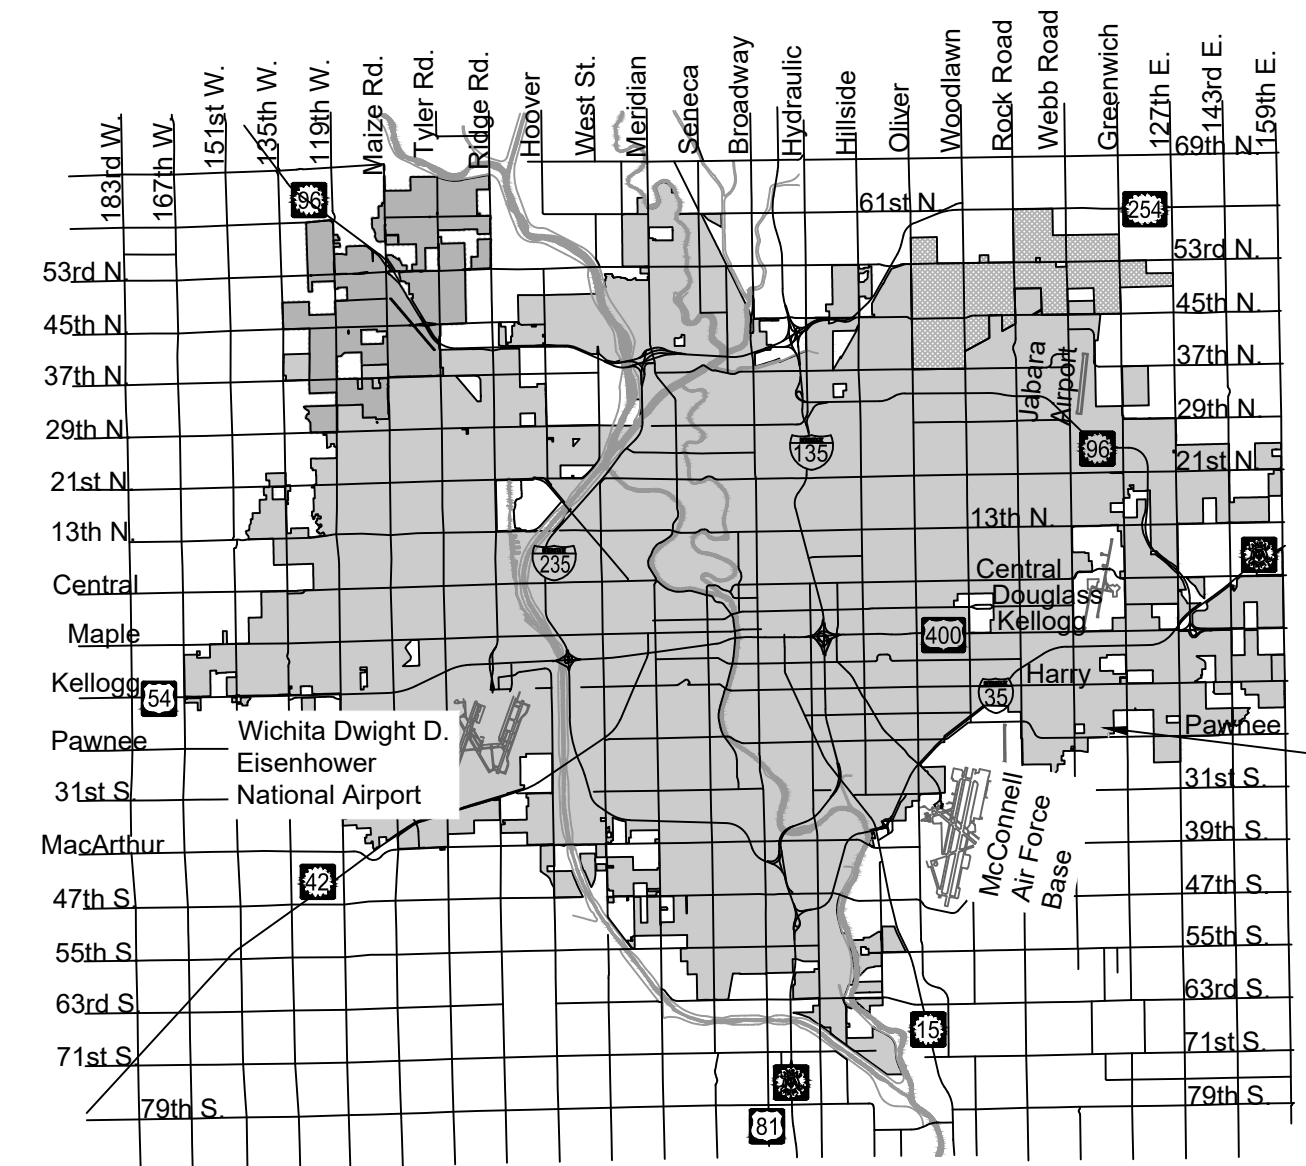 183rd W.
167th W.
151st W.
135th W.
119th W.
Maize Rd.
Tyler Rd.
Ridge Rd.
Hoover
West St.
Meridian
Seneca
Broadway
Hydraulic
Hillside
Oliver
Woodlawn
Rock Road
Webb Road
Greenwich
127th E.
143rd E.
159th E.
69th N.
96
61st N.
254
53rd N.
53rd N.
45th N.
45th N.
37th N.
37th N.
Jabara
Airport
29th N.
29th N.
135
96
21st N.
21st N.
13th N.
13th N.
235
Central
Central
Douglass
Kellogg
Maple
400
Kellogg
54
Harry
35
Pawnee
Pawnee
Wichita Dwight D.
Eisenhower
National Airport
31st S.
31st S.
McConnell
Air Force
Base
MacArthur
39th S.
42
47th S.
47th S.
55th S.
55th S.
63rd S.
63rd S.
15
71st S.
71st S.
79th S.
79th S.
81